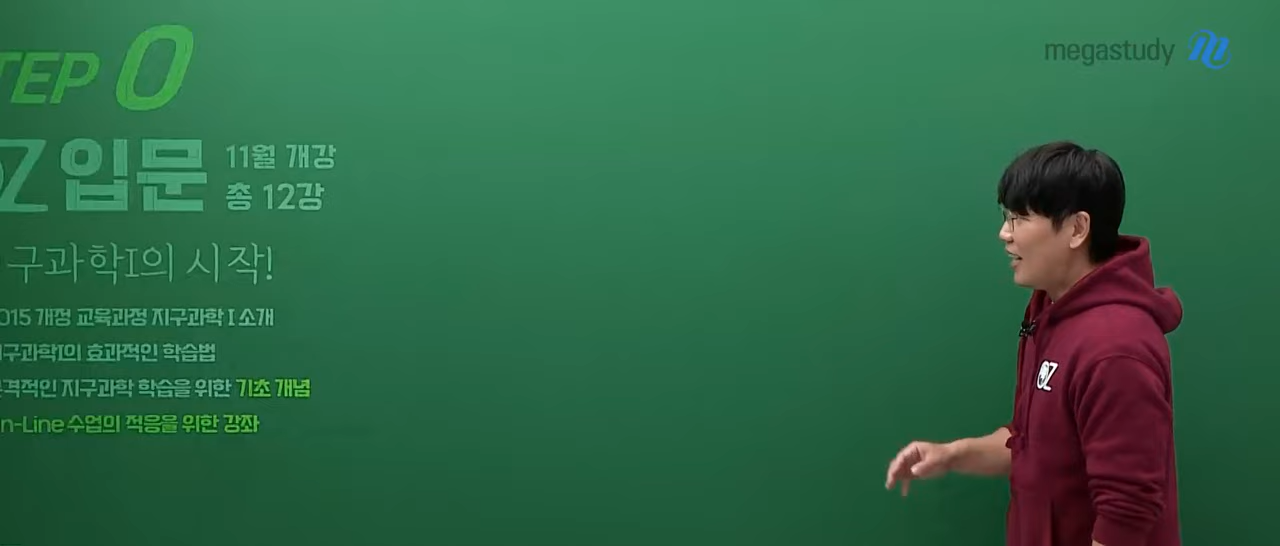 TEP 0
megastudy
OZ 입문
11월 개강
총 12강
구과학I의 시작!
015 개정 교육과정 지구과학 I 소개
구과학I의 효과적인 학습법
격적인 지구과학 학습을 위한 기초 개념
n-Line 수업의 적응을 위한 강좌
OZ